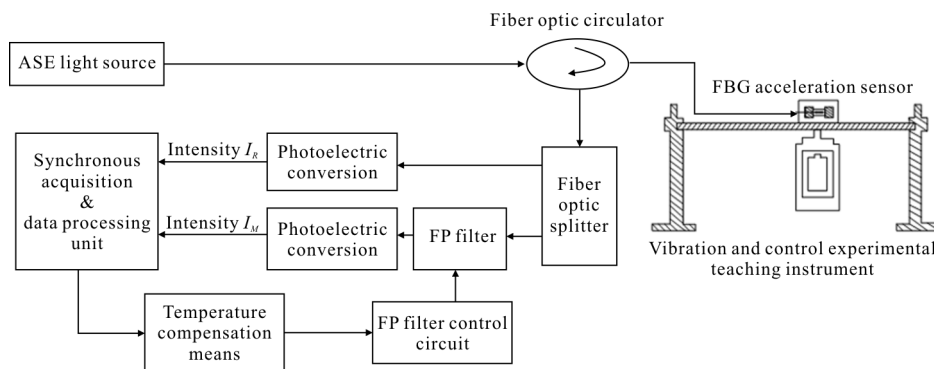 Fiber optic circulator
ASE light source
FBG acceleration sensor
Synchronous
acquisition
&
data processing
unit
Intensity I_R
Photoelectric
conversion
Intensity I_M
Photoelectric
conversion
FP filter
Fiber
optic
splitter
Vibration and control experimental
teaching instrument
Temperature
compensation
means
FP filter control
circuit